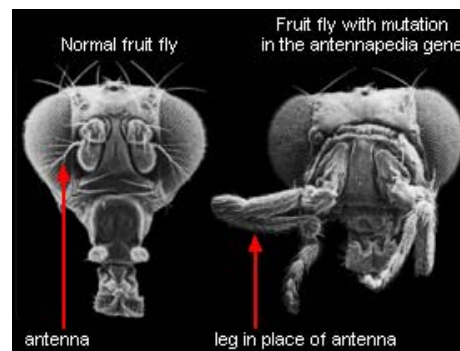 Normal fruit fly
Fruit fly with mutation
in the antennapedia gene
antenna
leg in place of antenna